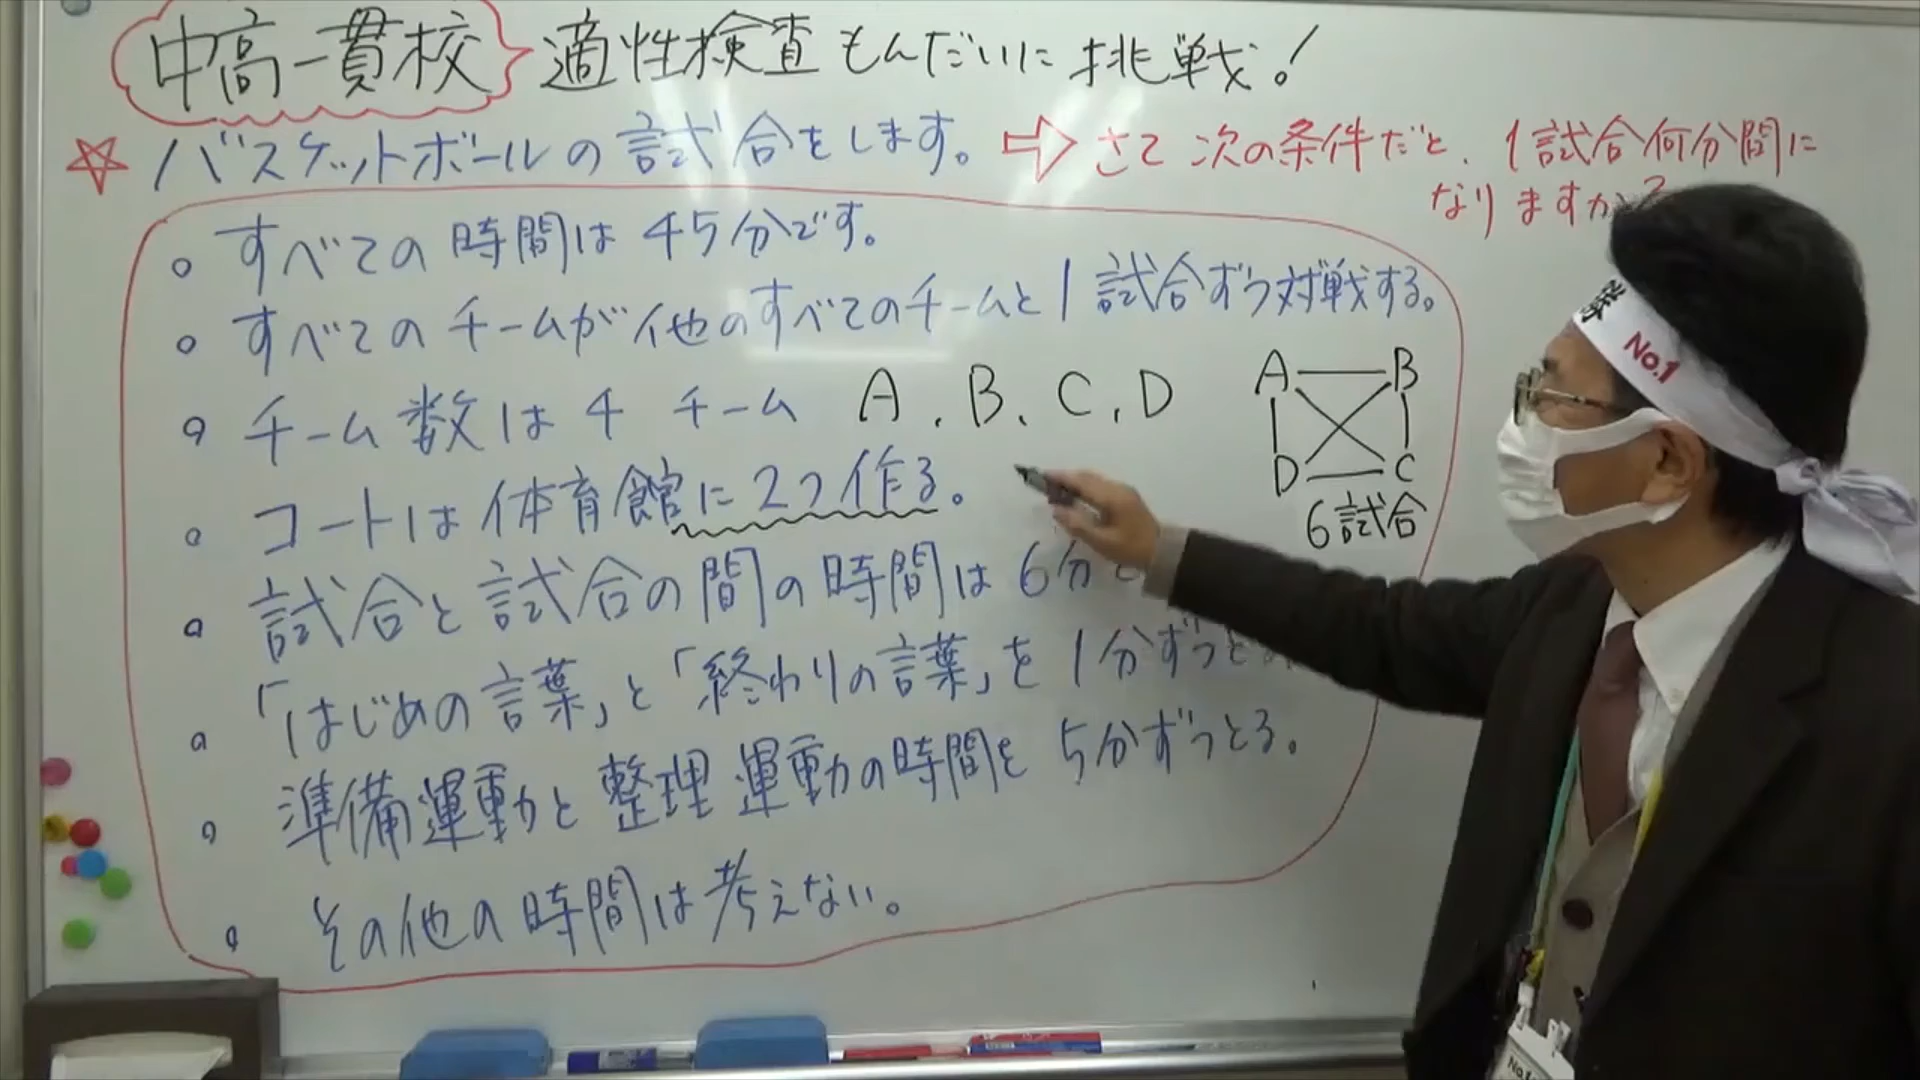 中高一貫校 適性検査もんだいに挑戦!
☆ バスケットボールの試合をします。 ⇨ さて次の条件だと、1試合何分間に
なりますか?
。すべての時間は45分です。
。すべてのチームが他のすべてのチームと1試合ずつ対戦する。
。チーム数は4チーム A.B、C,D
。コートは体育館に2つ作る。
。試合と試合の間の時間は6分と
。「はじめの言葉」と「終わりの言葉」を1分ずつと
。準備運動と整理運動の時間を5分ずつとる。
。その他の時間は考えない。
A B
D C
6試合
No.1